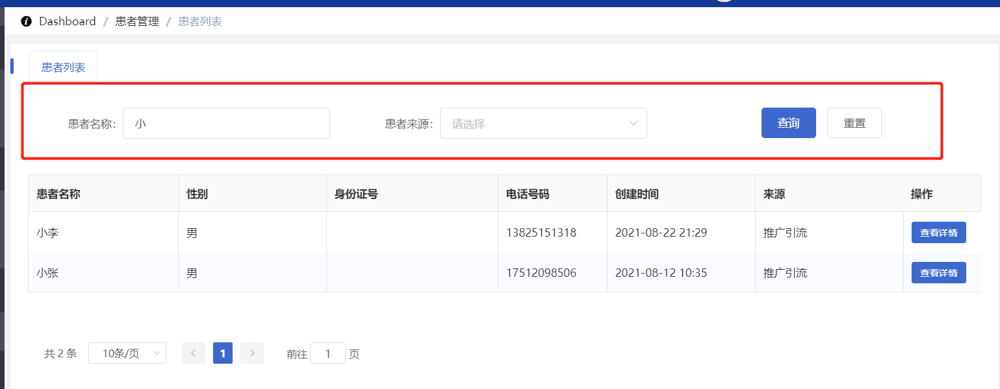 Dashboard / 患者管理 / 患者列表
患者列表
患者名称: 小 患者来源: 请选择 查询 重置
患者名称 性别 身份证号 电话号码 创建时间 来源 操作
小李 男 13825151318 2021-08-22 21:29 推广引流 查看详情
小张 男 17512098506 2021-08-12 10:35 推广引流 查看详情
共 2 条 10条/页 1 前往 1 页